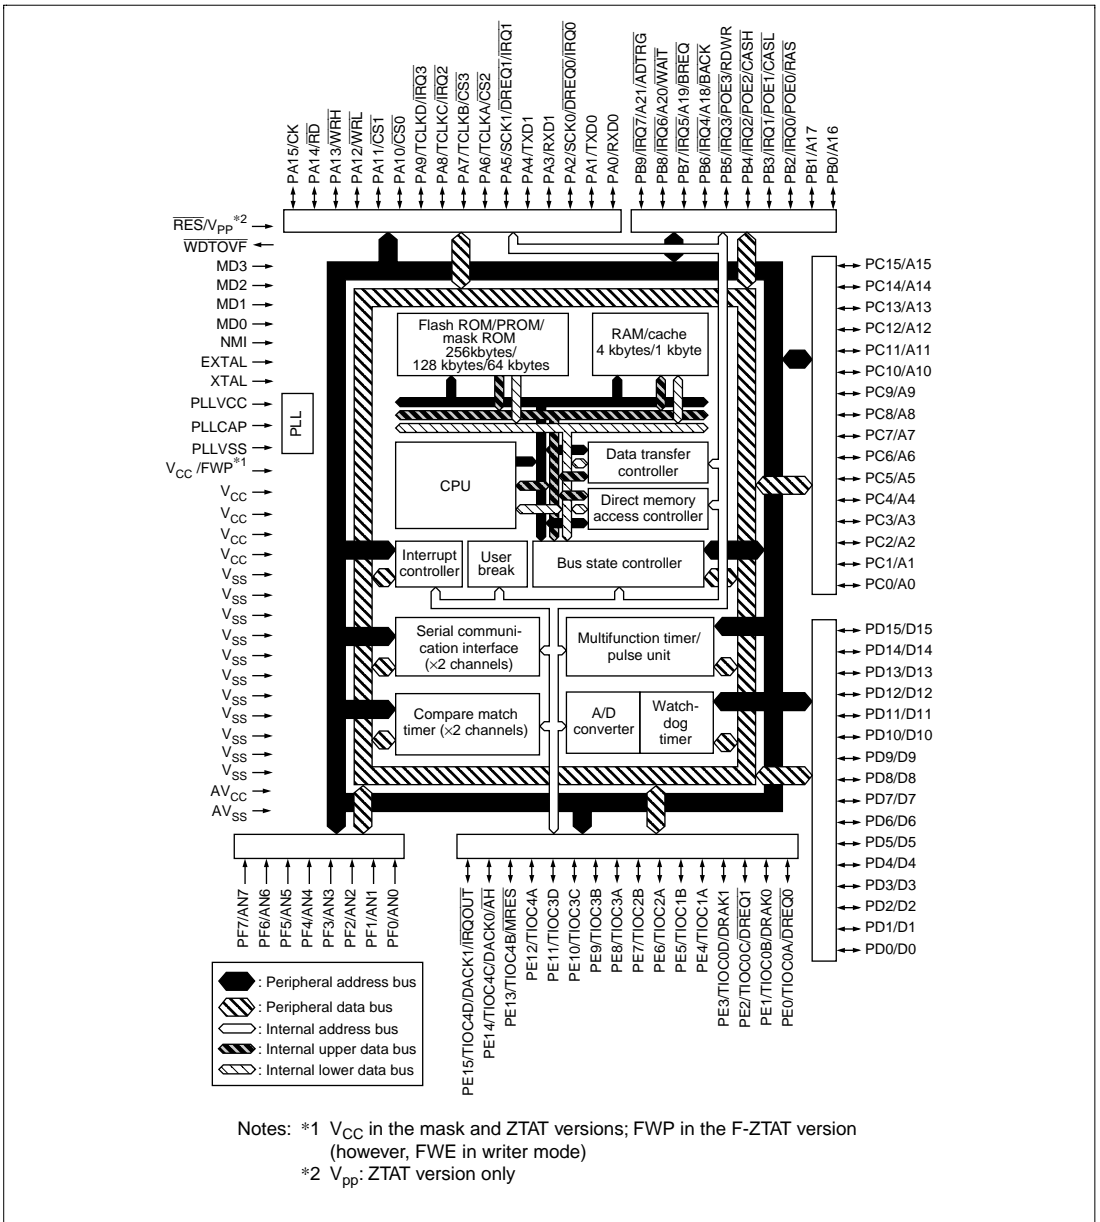 PA15/CK
PA14/RD
PA13/WRH
PA12/WRL
PA11/CS1
PA10/CS0
PA9/TCLKD/IRQ3
PA8/TCLKC/IRQ2
PA7/TCLKB/CS3
PA6/TCLKA/CS2
PA5/SCK1/DREQ1/IRQ1
PA4/TXD1
PA3/RXD1
PA2/SCK0/DREQ0/IRQ0
PA1/TXD0
PA0/RXD0
PB9/IRQ7/A21/ADTRG
PB8/IRQ6/A20/WAIT
PB7/IRQ5/A19/BREQ
PB6/IRQ4/A18/BACK
PB5/IRQ3/POE3/RDWR
PB4/IRQ2/POE2/CASH
PB3/IRQ1/POE1/CASL
PB2/IRQ0/POE0/RAS
PB1/A17
PB0/A16
RES/VPP*2
WDTOVF
MD3
MD2
MD1
MD0
NMI
EXTAL
XTAL
PLLVCC
PLLCAP
PLLVSS
VCC /FWP*1
VCC
VCC
VCC
VCC
VSS
VSS
VSS
VSS
VSS
VSS
VSS
VSS
VSS
VSS
VSS
AVCC
AVSS
PLL
Flash ROM/PROM/
mask ROM
256kbytes/
128 kbytes/64 kbytes
RAM/cache
4 kbytes/1 kbyte
CPU
Data transfer
controller
Direct memory
access controller
Interrupt
controller
User
break
Bus state controller
Serial communi-
cation interface
(×2 channels)
Multifunction timer/
pulse unit
Compare match
timer (×2 channels)
A/D
converter
Watch-
dog
timer
PC15/A15
PC14/A14
PC13/A13
PC12/A12
PC11/A11
PC10/A10
PC9/A9
PC8/A8
PC7/A7
PC6/A6
PC5/A5
PC4/A4
PC3/A3
PC2/A2
PC1/A1
PC0/A0
PD15/D15
PD14/D14
PD13/D13
PD12/D12
PD11/D11
PD10/D10
PD9/D9
PD8/D8
PD7/D7
PD6/D6
PD5/D5
PD4/D4
PD3/D3
PD2/D2
PD1/D1
PD0/D0
PF7/AN7
PF6/AN6
PF5/AN5
PF4/AN4
PF3/AN3
PF2/AN2
PF1/AN1
PF0/AN0
PE15/TIOC4D/DACK1/IRQOUT
PE14/TIOC4C/DACK0/AH
PE13/TIOC4B/MRES
PE12/TIOC4A
PE11/TIOC3D
PE10/TIOC3C
PE9/TIOC3B
PE8/TIOC3A
PE7/TIOC2B
PE6/TIOC2A
PE5/TIOC1B
PE4/TIOC1A
PE3/TIOC0D/DRAK1
PE2/TIOC0C/DREQ1
PE1/TIOC0B/DRAK0
PE0/TIOC0A/DREQ0
: Peripheral address bus
: Peripheral data bus
: Internal address bus
: Internal upper data bus
: Internal lower data bus
Notes: *1 VCC in the mask and ZTAT versions; FWP in the F-ZTAT version
(however, FWE in writer mode)
*2 Vpp: ZTAT version only